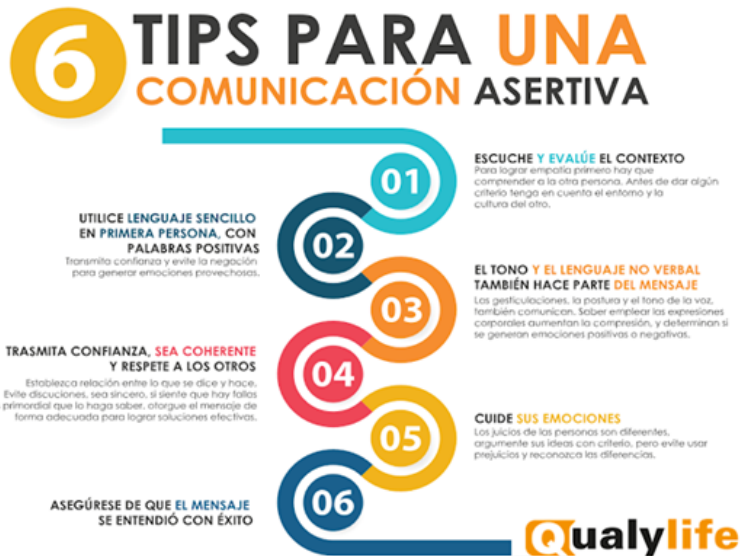 6 TIPS PARA UNA
COMUNICACIÓN ASERTIVA
01
ESCUCHE Y EVALÚE EL CONTEXTO
Para lograr empatía primero hay que
comprender a la otra persona. Antes de dar algún
criterio tenga en cuenta el entorno y la
cultura del otro.
UTILICE LENGUAJE SENCILLO
EN PRIMERA PERSONA, CON
PALABRAS POSITIVAS
Transmita confianza y evite la negación
para generar emociones provechosas.
02
EL TONO Y EL LENGUAJE NO VERBAL
TAMBIÉN HACE PARTE DEL MENSAJE
Las gesticulaciones, la postura y el tono de la voz,
también comunican. Saber emplear las expresiones
corporales aumentan la compresión, y determinan si
se generan emociones positivas o negativas.
03
TRASMITA CONFIANZA, SEA COHERENTE
Y RESPETE A LOS OTROS
Establezca relación entre lo que se dice y hace.
Evite discuciones, sea sincero, si siente que hay fallas
primordial que lo haga saber, otorgue el mensaje de
forma adecuada para lograr soluciones efectivas.
04
05
CUIDE SUS EMOCIONES
Los juicios de las personas son diferentes,
argumente sus ideas con criterio, pero evite usar
prejuicios y reconozca las diferencias.
ASEGÚRESE DE QUE EL MENSAJE
SE ENTENDIÓ CON ÉXITO
06
Qualylife